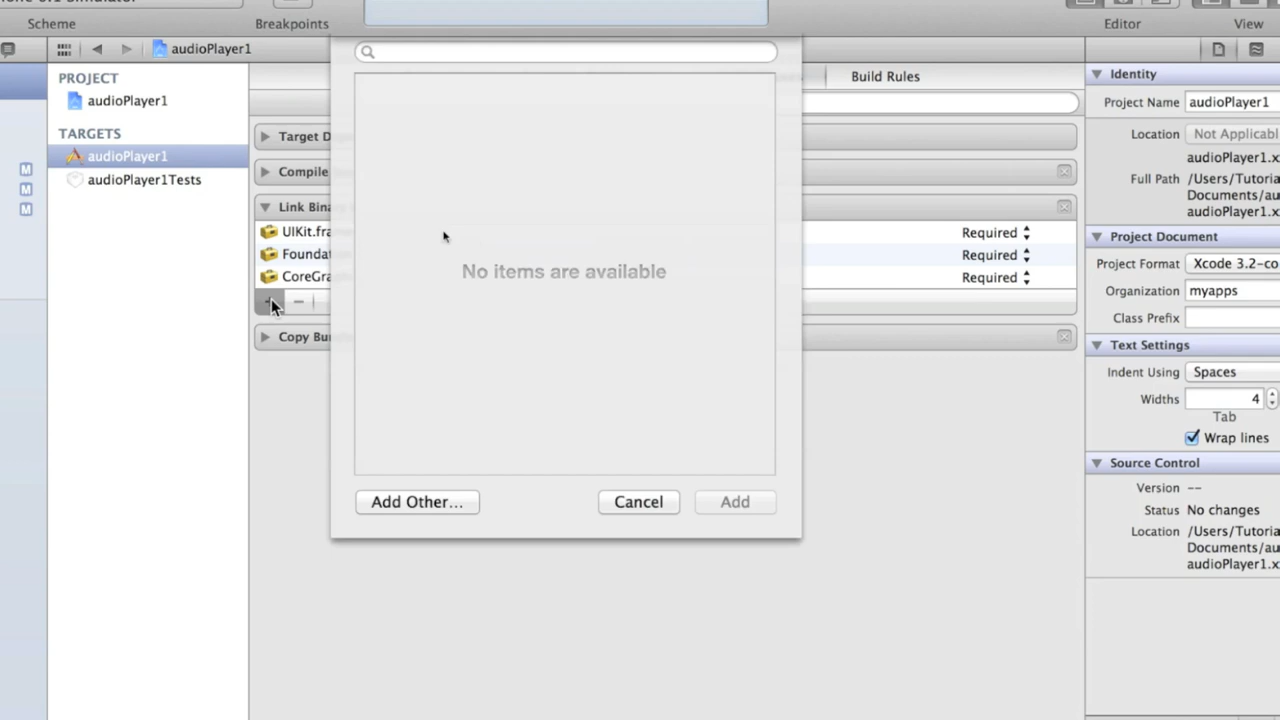 Scheme
Breakpoints
Editor
View
audioPlayer1
PROJECT
audioPlayer1
TARGETS
audioPlayer1
audioPlayer1Tests
Build Rules
Target D
Compile
Link Bina
UIKit.fra
Foundat
CoreGra
Required
Required
Required
Copy Bun
No items are available
Add Other...
Cancel
Add
Identity
Project Name audioPlayer1
Location Not Applicabl
audioPlayer1.x
Full Path /Users/Tutoria
Documents/au
audioPlayer1.x
Project Document
Project Format Xcode 3.2-co
Organization myapps
Class Prefix
Text Settings
Indent Using Spaces
Widths 4
Tab
Wrap lines
Source Control
Version --
Status No changes
Location /Users/Tutoria
Documents/au
audioPlayer1.x
M
M
M